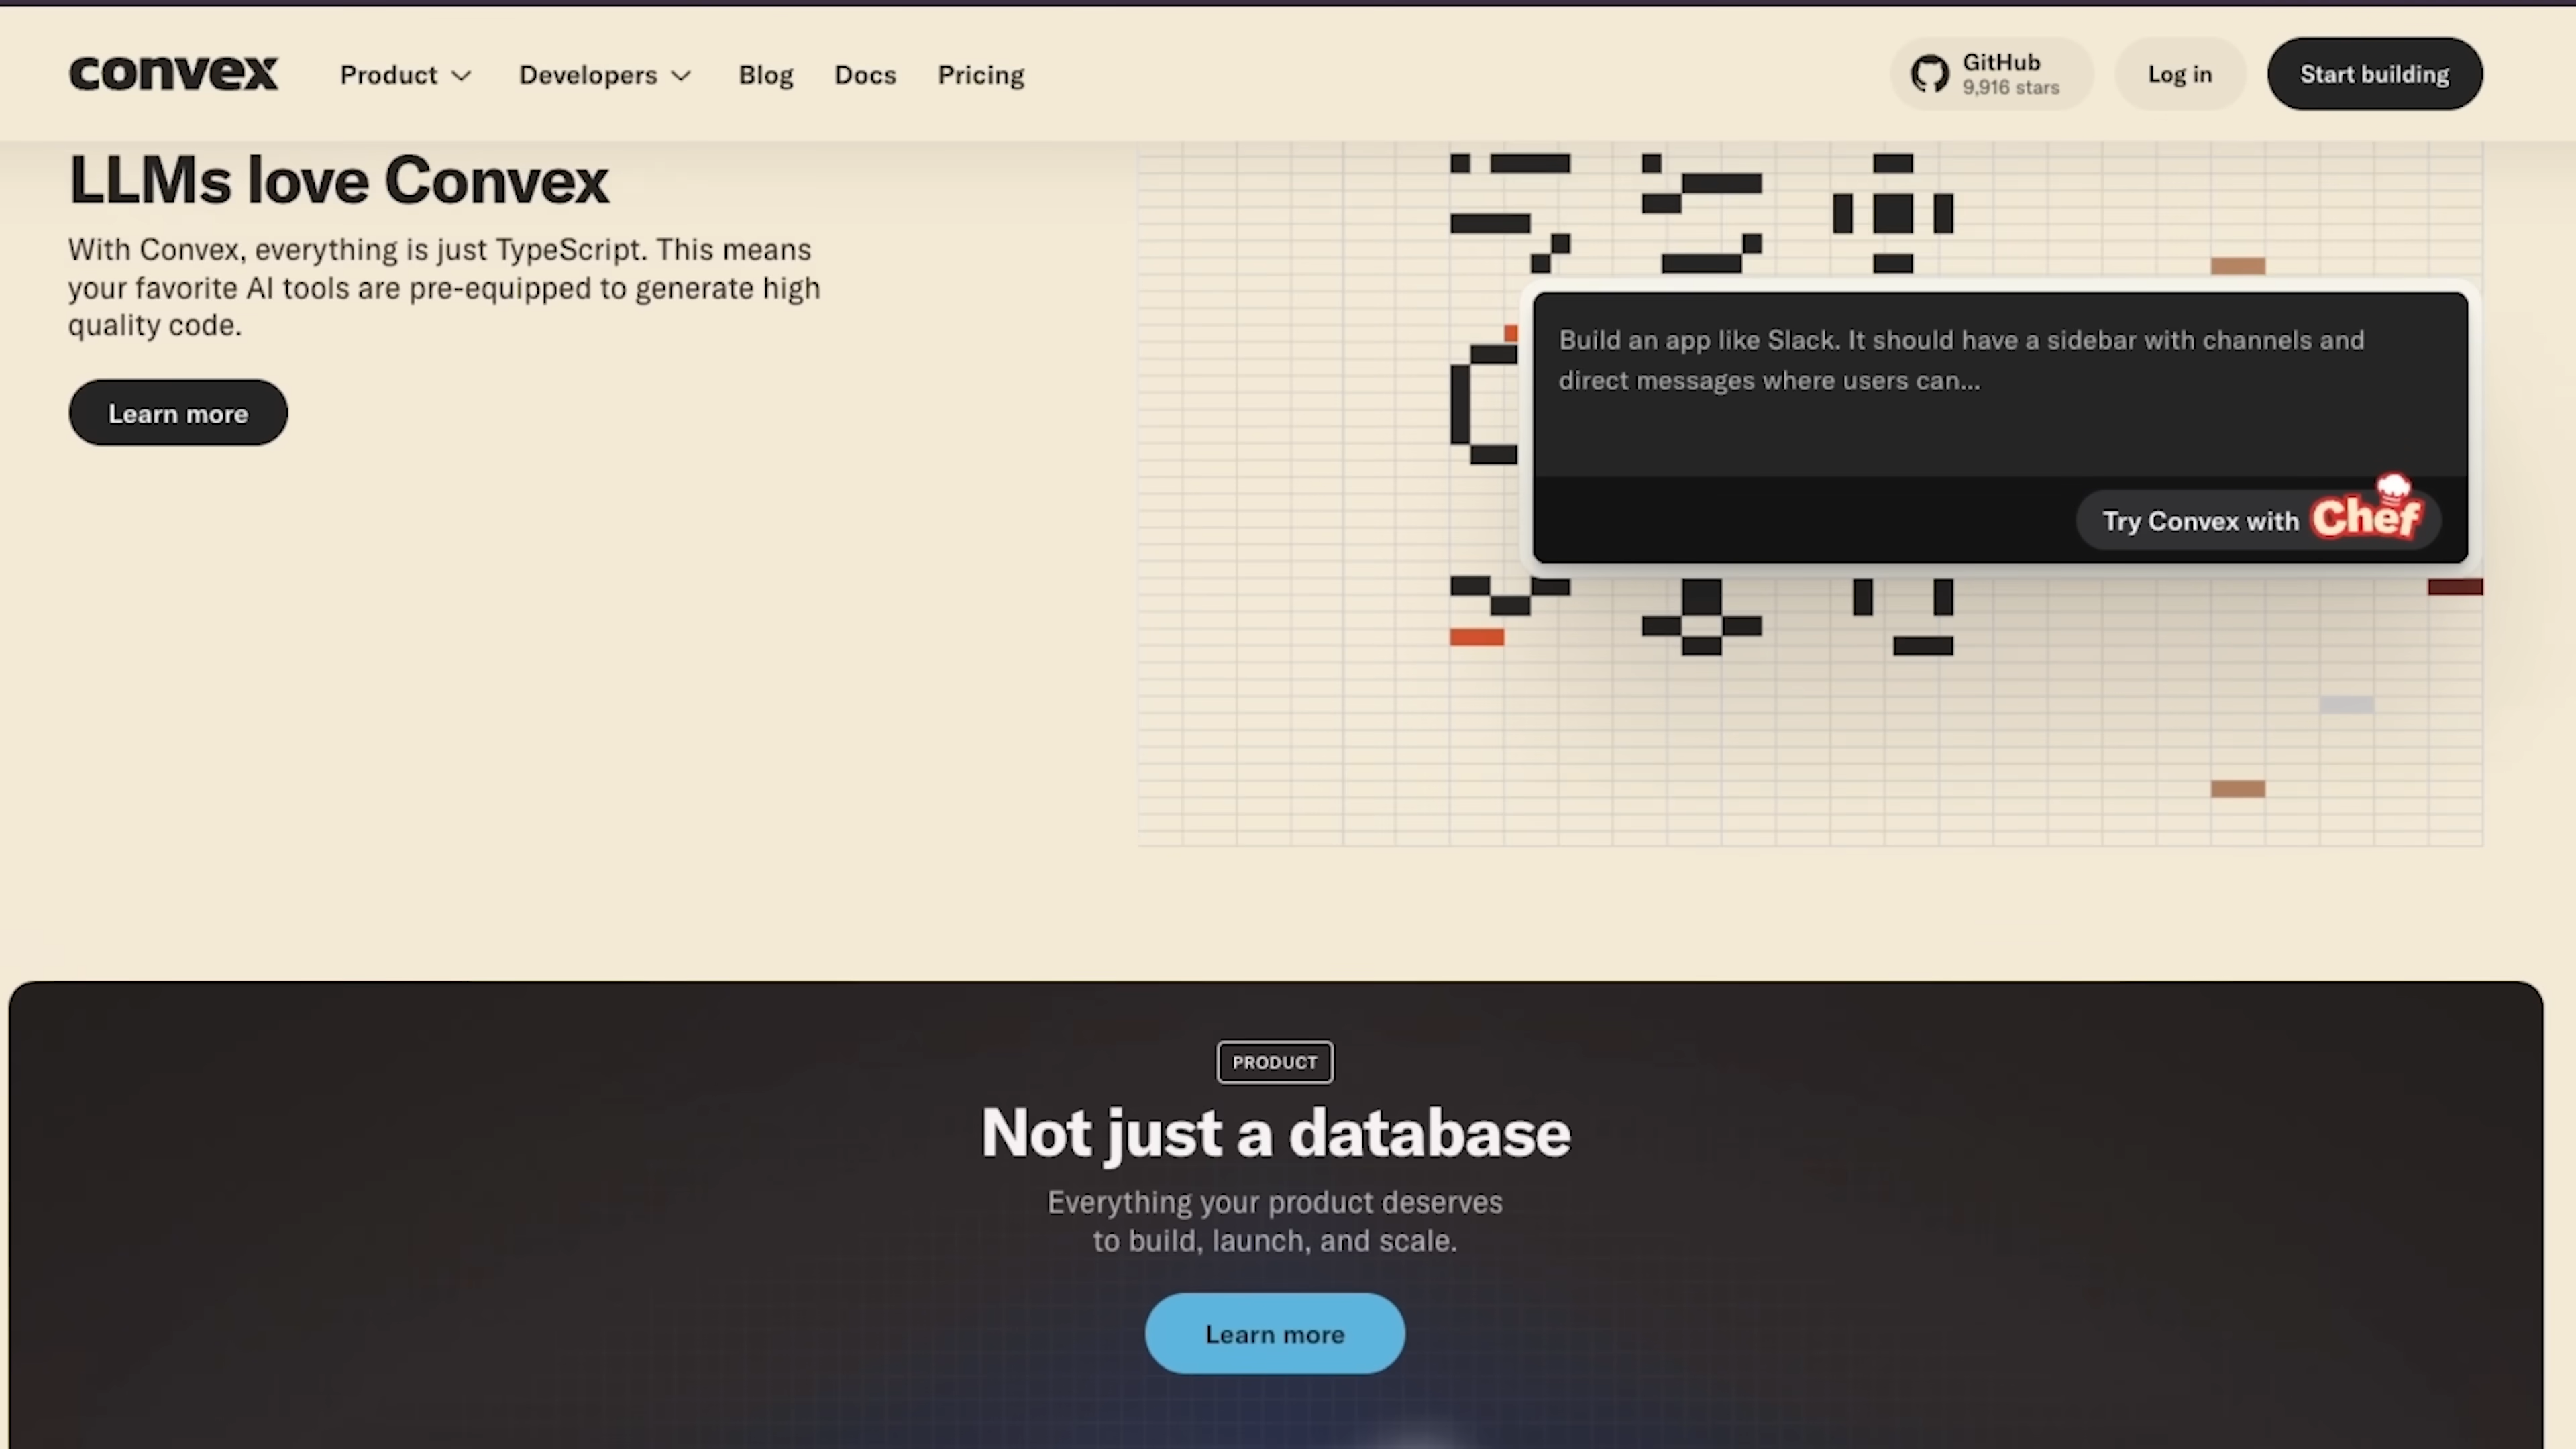 convex
Product
Developers
Blog
Docs
Pricing
GitHub
9,916 stars
Log in
Start building
LLMs love Convex
With Convex, everything is just TypeScript. This means
your favorite AI tools are pre-equipped to generate high
quality code.
Learn more
Build an app like Slack. It should have a sidebar with channels and
direct messages where users can...
Try Convex with Chef
PRODUCT
Not just a database
Everything your product deserves
to build, launch, and scale.
Learn more